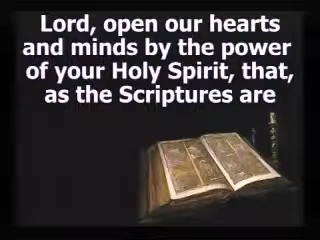 Lord, open our hearts
and minds by the power
of your Holy Spirit, that,
as the Scriptures are